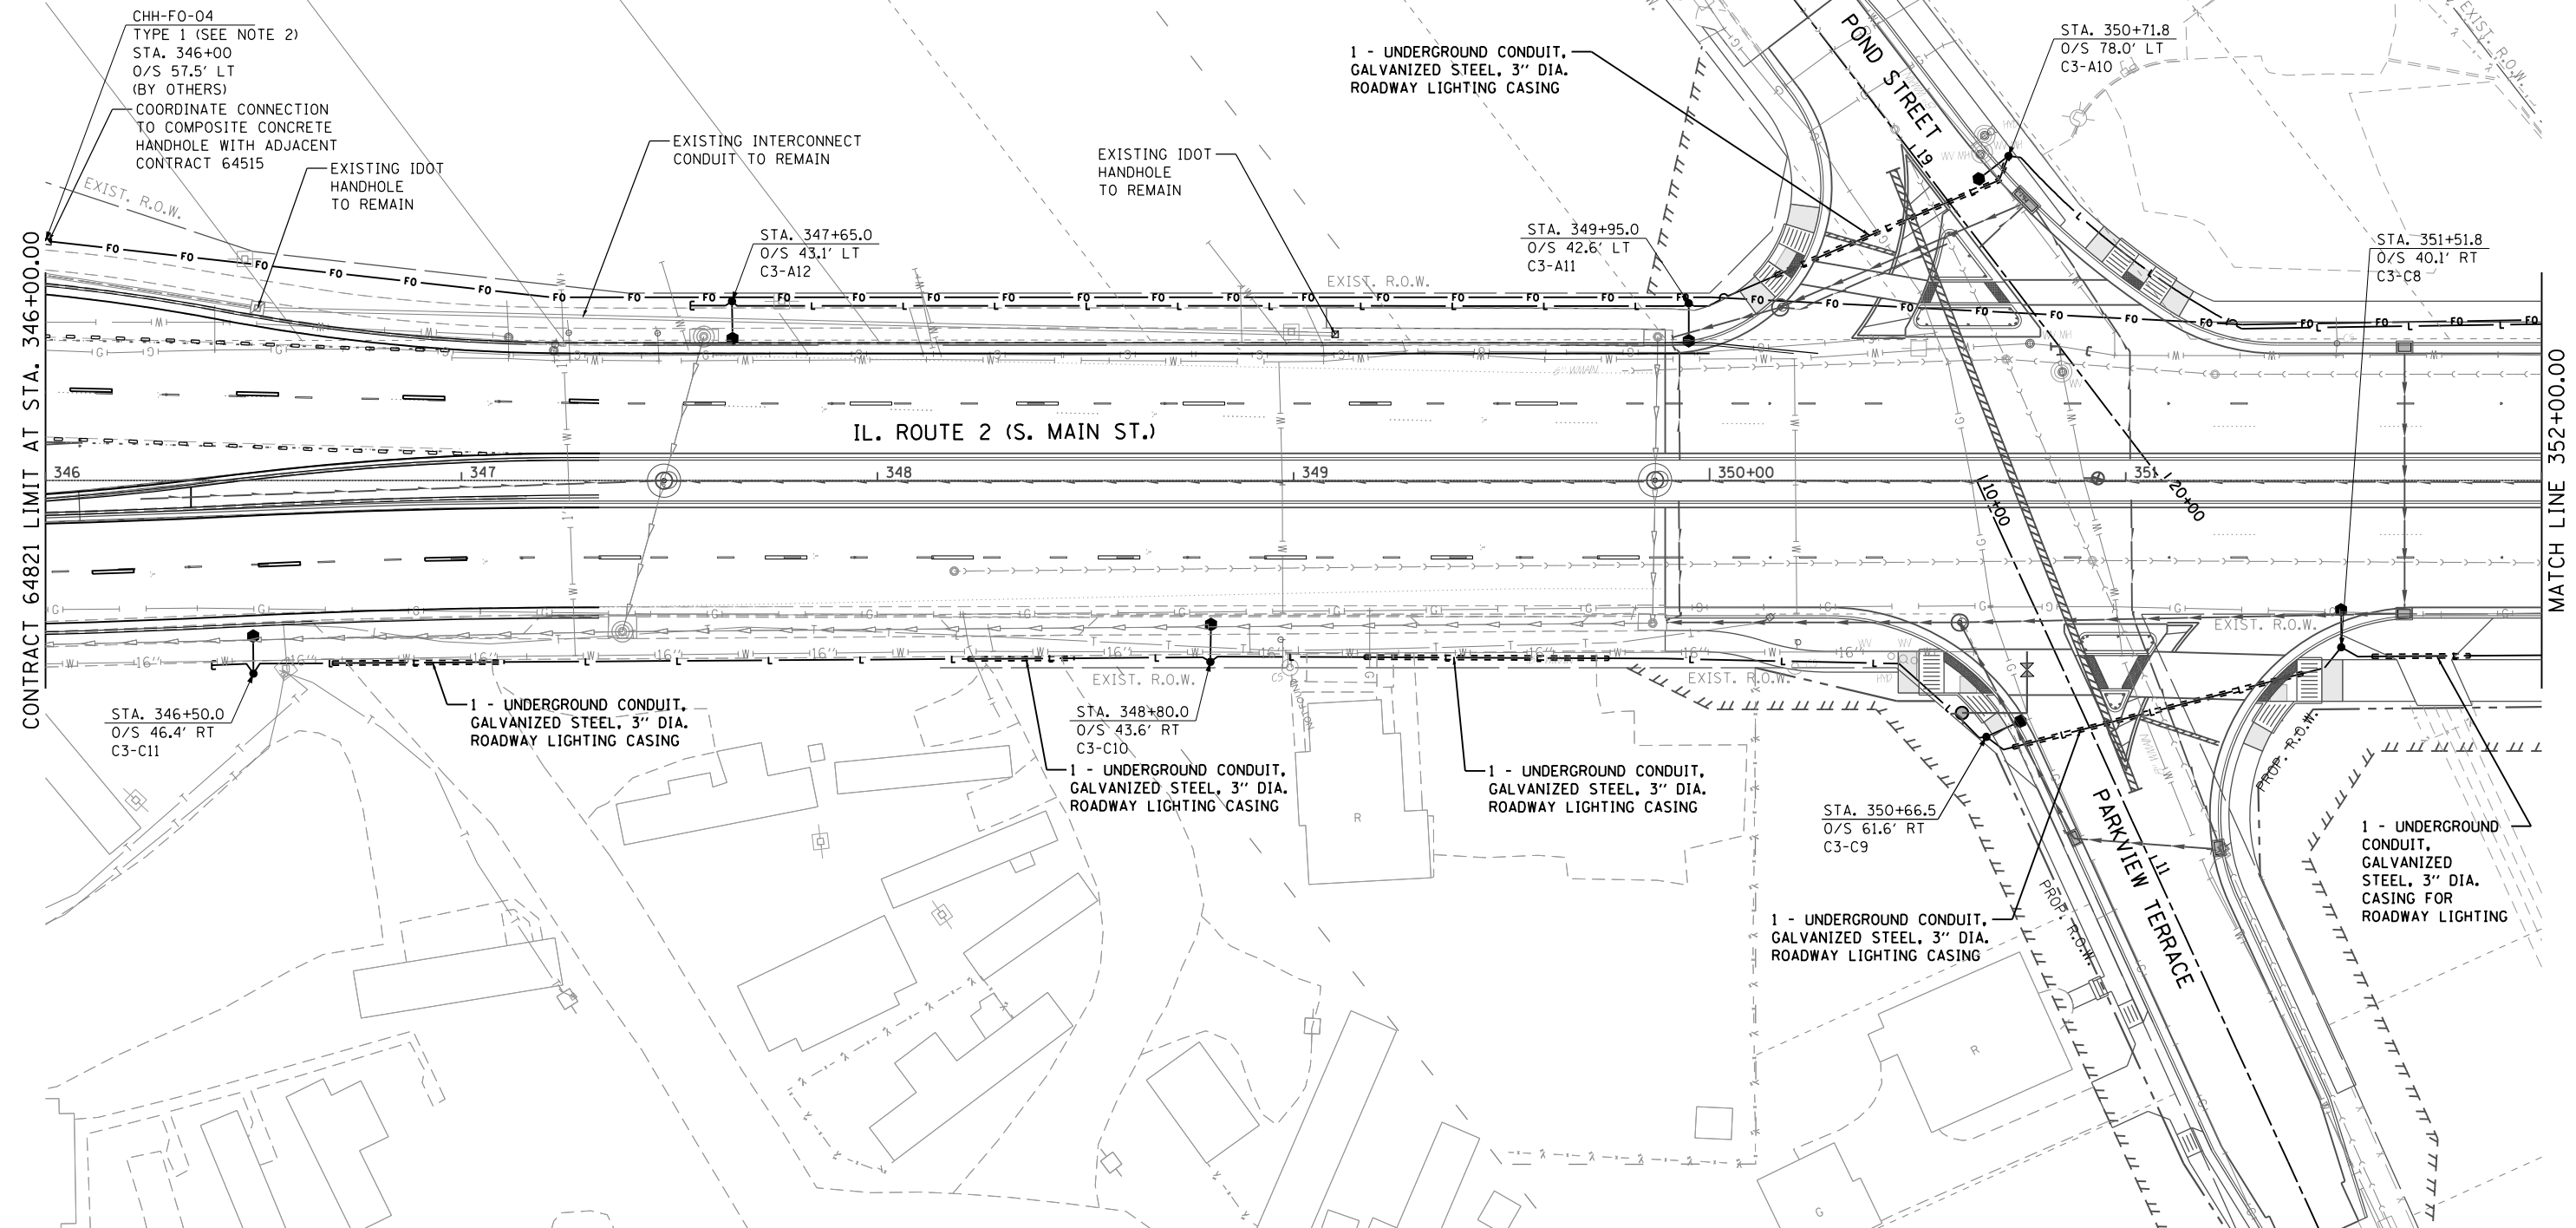 CHH-FO-04
TYPE 1 (SEE NOTE 2)
STA. 346+00
O/S 57.5' LT
(BY OTHERS)
COORDINATE CONNECTION
TO COMPOSITE CONCRETE
HANDHOLE WITH ADJACENT
CONTRACT 64515
EXISTING IDOT
HANDHOLE
TO REMAIN
EXIST. R.O.W.
EXISTING INTERCONNECT
CONDUIT TO REMAIN
STA. 347+65.0
O/S 43.1' LT
C3-A12
EXISTING IDOT
HANDHOLE
TO REMAIN
1 - UNDERGROUND CONDUIT,
GALVANIZED STEEL, 3'' DIA.
ROADWAY LIGHTING CASING
STA. 349+95.0
O/S 42.6' LT
C3-A11
EXIST. R.O.W.
POND STREET
19
STA. 350+71.8
O/S 78.0' LT
C3-A10
EXIST. R.O.W.
STA. 351+51.8
O/S 40.1' RT
C3-C8
CONTRACT 64821 LIMIT AT STA. 346+00.00
MATCH LINE 352+00.00
IL. ROUTE 2 (S. MAIN ST.)
346
347
348
349
350+00
351
10+00
20+00
EXIST. R.O.W.
EXIST. R.O.W.
EXIST. R.O.W.
STA. 346+50.0
O/S 46.4' RT
C3-C11
1 - UNDERGROUND CONDUIT,
GALVANIZED STEEL, 3'' DIA.
ROADWAY LIGHTING CASING
STA. 348+80.0
O/S 43.6' RT
C3-C10
1 - UNDERGROUND CONDUIT,
GALVANIZED STEEL, 3'' DIA.
ROADWAY LIGHTING CASING
1 - UNDERGROUND CONDUIT,
GALVANIZED STEEL, 3'' DIA.
ROADWAY LIGHTING CASING
STA. 350+66.5
O/S 61.6' RT
C3-C9
1 - UNDERGROUND CONDUIT,
GALVANIZED STEEL, 3'' DIA.
ROADWAY LIGHTING CASING
PROP. R.O.W.
PROP. R.O.W.
PARKVIEW TERRACE
11
1 - UNDERGROUND
CONDUIT,
GALVANIZED
STEEL, 3'' DIA.
CASING FOR
ROADWAY LIGHTING
R
R
G